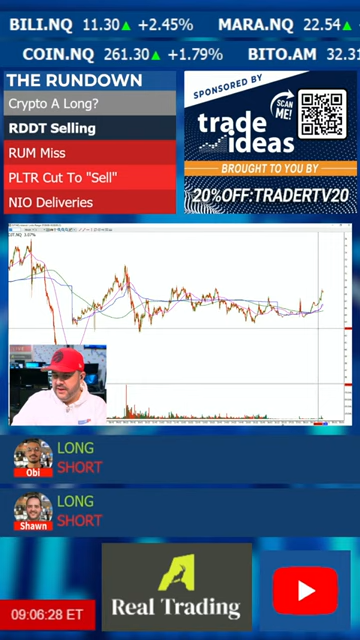 BILI.NQ 11.30▲ +2.45% MARA.NQ 22.54▲
COIN.NQ 261.30▲ +1.79% BITO.AM 32.31
THE RUNDOWN
Crypto A Long?
RDDT Selling
RUM Miss
PLTR Cut To "Sell"
NIO Deliveries
SPONSORED BY
SCAN ME!
trade ideas
BROUGHT TO YOU BY
20%OFF:TRADERTV20
LONG
SHORT
Obi
LONG
SHORT
Shawn
Real Trading
09:06:28 ET